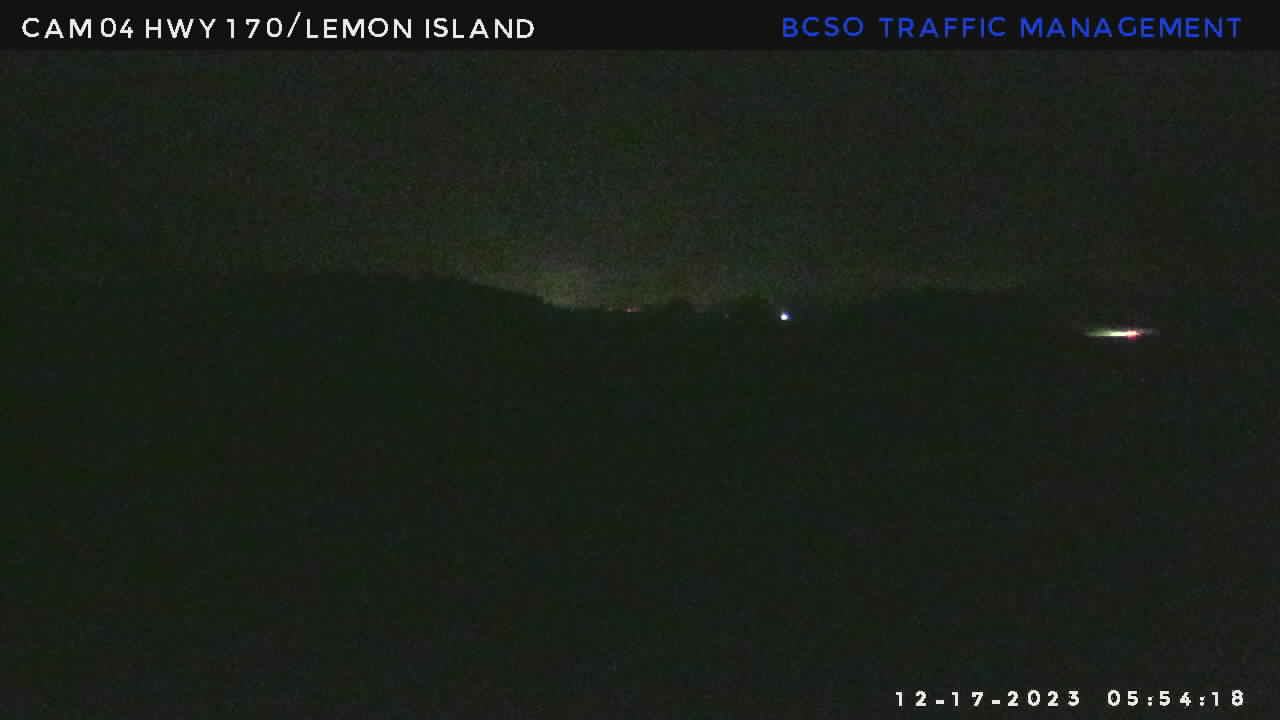 CAM04 HWY 170/LEMON ISLAND
BCSO TRAFFIC MANAGEMENT
12-17-2023 05:54:18